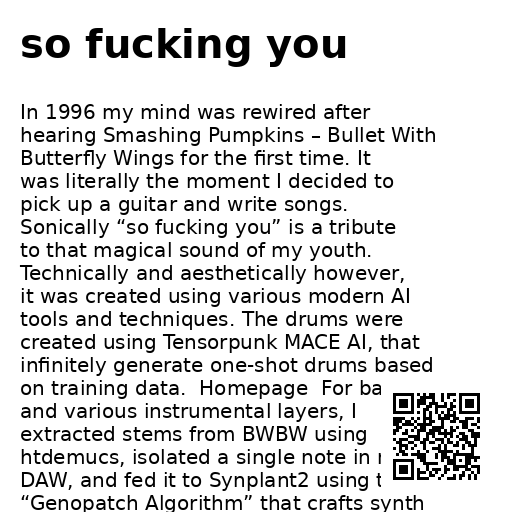 so fucking you
In 1996 my mind was rewired after
hearing Smashing Pumpkins – Bullet With
Butterfly Wings for the first time. It
was literally the moment I decided to
pick up a guitar and write songs.
Sonically “so fucking you” is a tribute
to that magical sound of my youth.
Technically and aesthetically however,
it was created using various modern AI
tools and techniques. The drums were
created using Tensorpunk MACE AI, that
infinitely generate one-shot drums based
on training data.  Homepage  For
and various instrumental layers, I
extracted stems from BWBW using
htdemucs, isolated a single note in
DAW, and fed it to Synplant2 using
“Genopatch Algorithm” that crafts synth